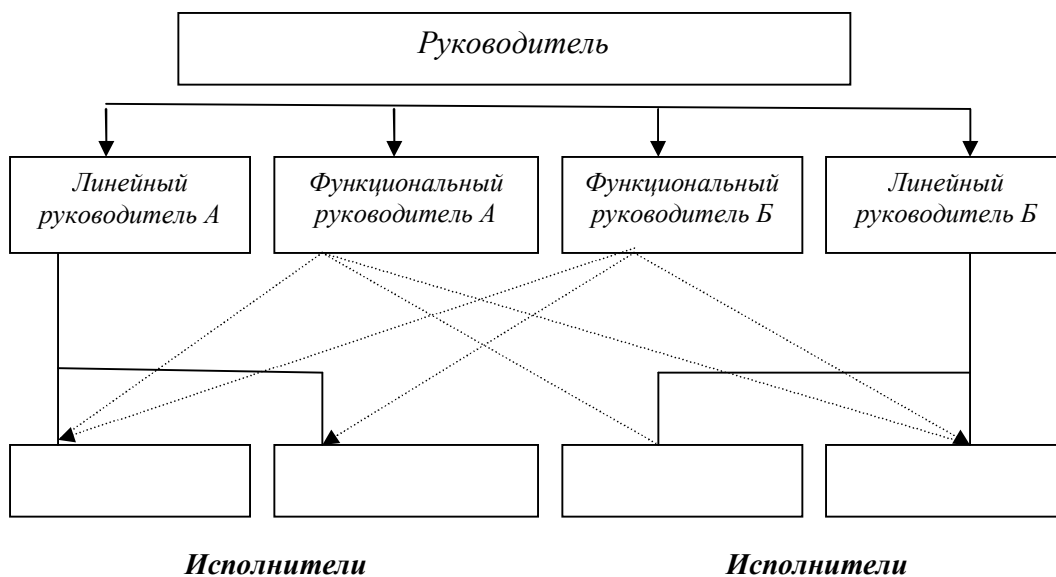 Руководитель
Линейный
руководитель А
Функциональный
руководитель А
Функциональный
руководитель Б
Линейный
руководитель Б
Исполнители
Исполнители